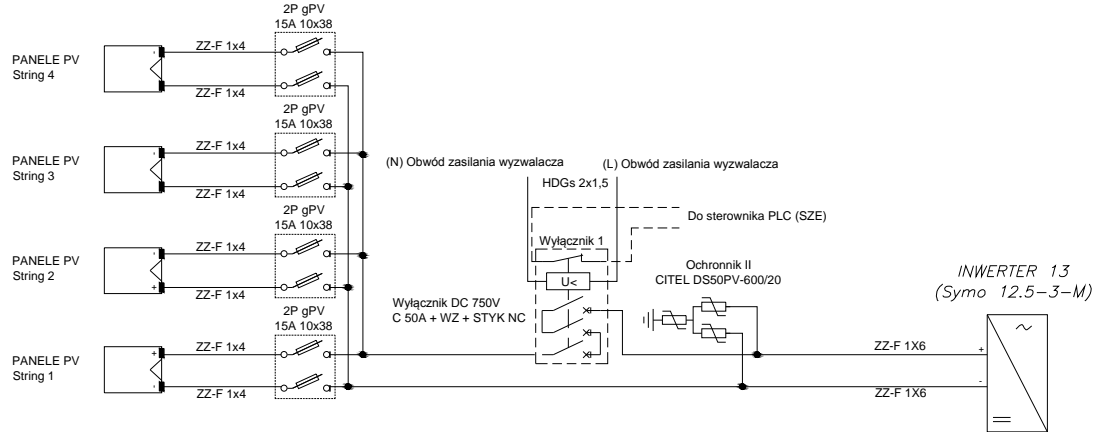 2P gPV
15A 10x38
ZZ-F 1x4
PANELE PV
String 4
-
+
ZZ-F 1x4
2P gPV
15A 10x38
ZZ-F 1x4
PANELE PV
String 3
+
-
ZZ-F 1x4
(N) Obwód zasilania wyzwalacza
(L) Obwód zasilania wyzwalacza
HDGs 2x1,5
2P gPV
15A 10x38
Do sterownika PLC (SZE)
ZZ-F 1x4
Wyłącznik 1
PANELE PV
String 2
-
+
ZZ-F 1x4
U<
Ochronnik II
CITEL DS50PV-600/20
INWERTER 13
(Symo 12.5-3-M)
2P gPV
15A 10x38
Wyłącznik DC 750V
C 50A + WZ + STYK NC
ZZ-F 1x4
PANELE PV
String 1
+
-
ZZ-F 1x4
ZZ-F 1X6
+
-
ZZ-F 1X6